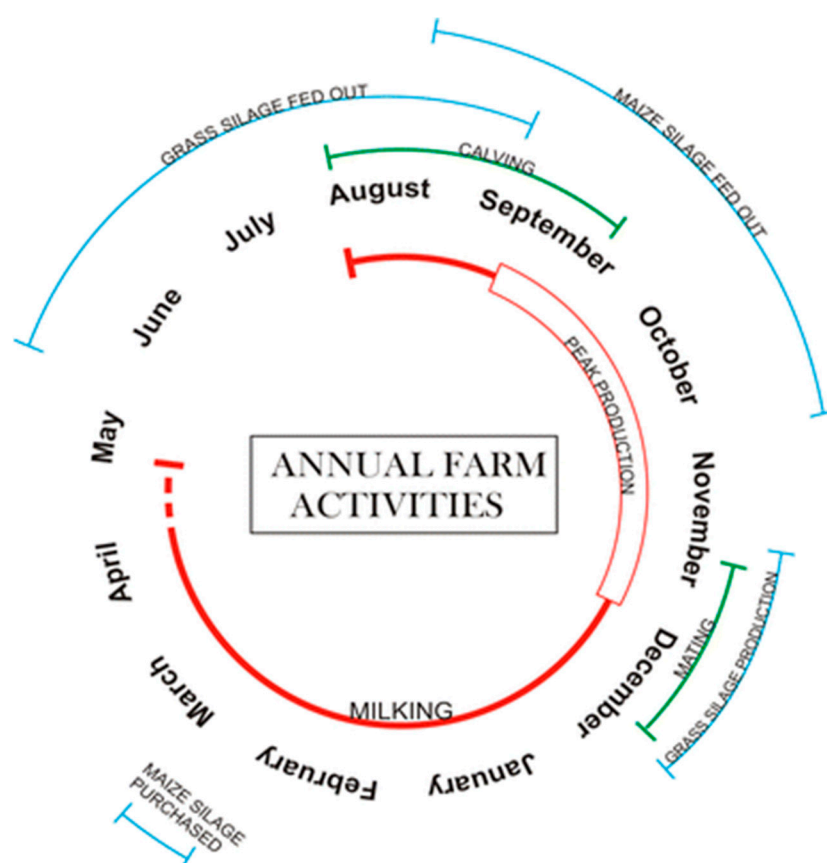 MAIZE SILAGE FED OUT
GRASS SILAGE FED OUT
CALVING
August
September
July
October
June
PEAK PRODUCTION
May
ANNUAL FARM
ACTIVITIES
November
April
MATING
GRASS SILAGE PRODUCTION
December
March
MILKING
February
January
MAIZE SILAGE
PURCHASED